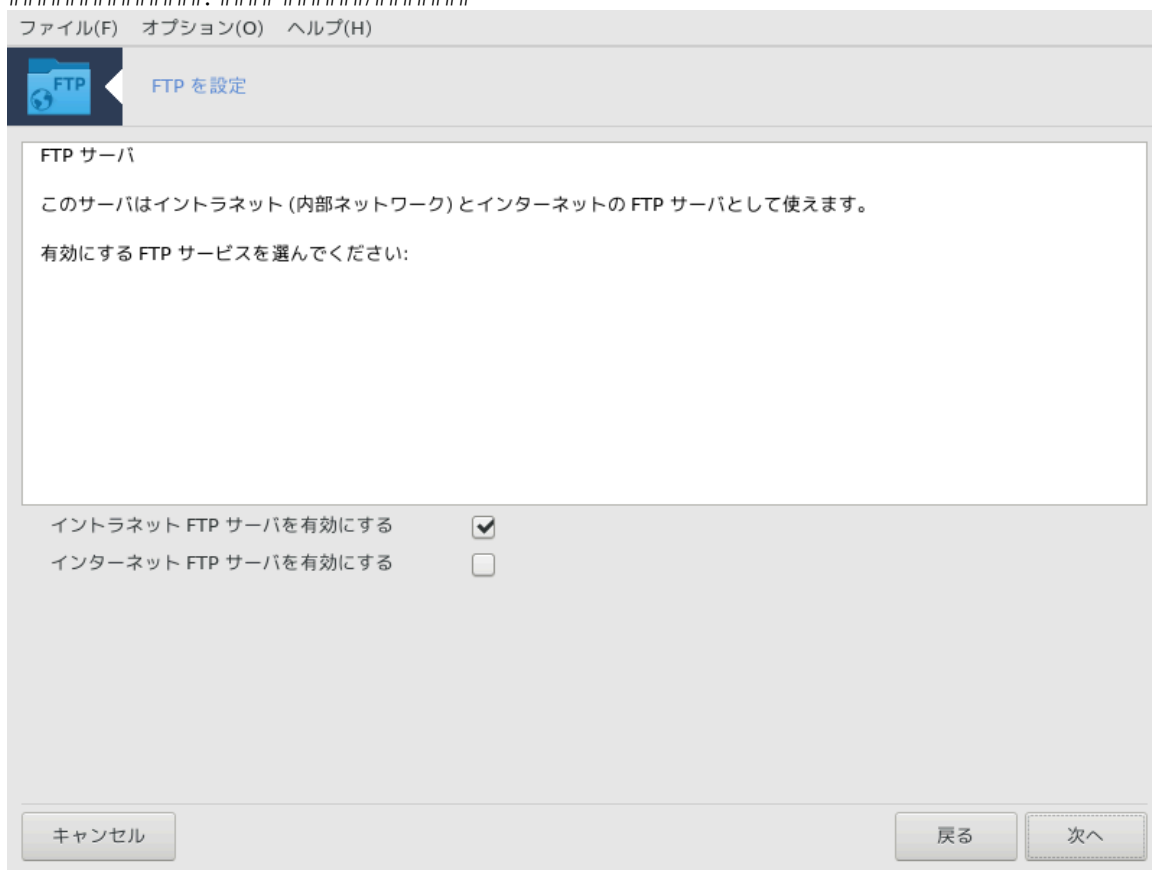 ファイル(F) オプション(O) ヘルプ(H)
FTP
FTP を設定
FTP サーバ
このサーバはイントラネット (内部ネットワーク) とインターネットの FTP サーバとして使えます。
有効にする FTP サービスを選んでください:
イントラネット FTP サーバを有効にする
インターネット FTP サーバを有効にする
キャンセル 戻る 次へ